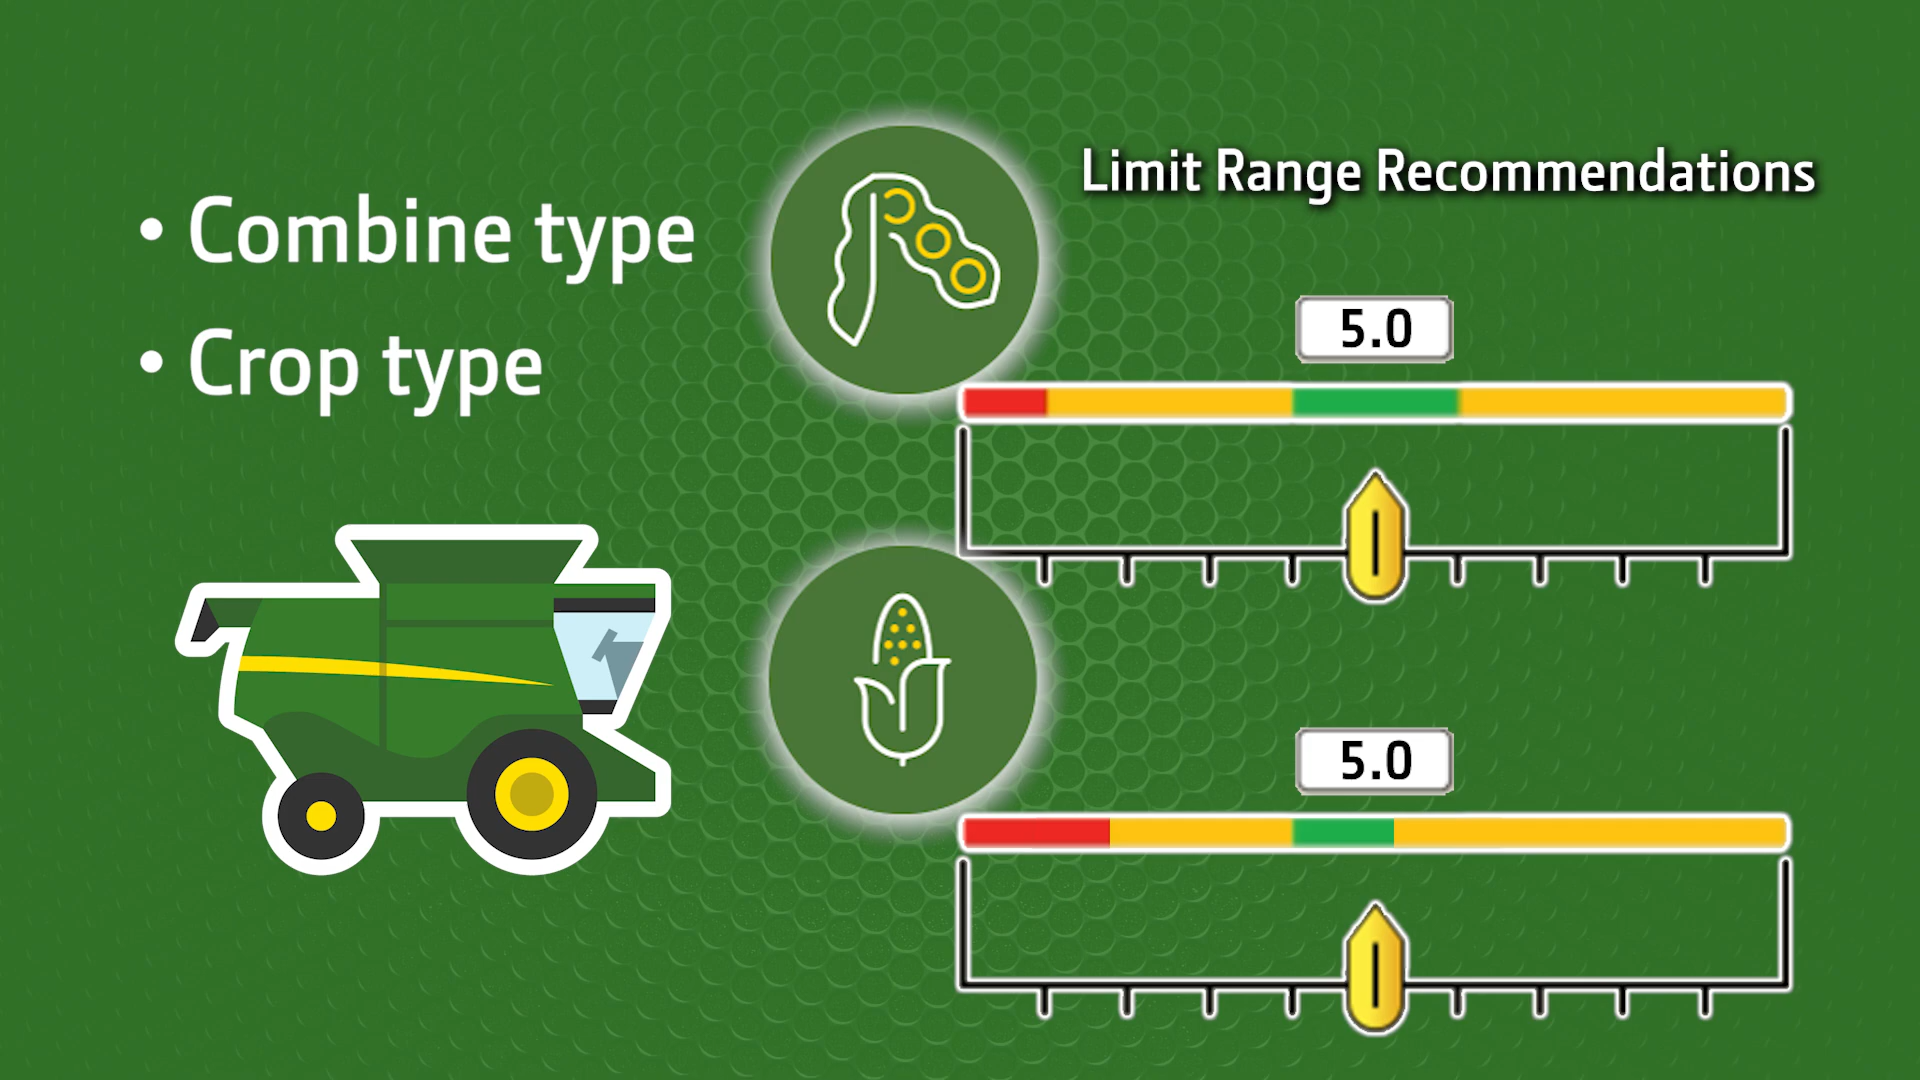 • Combine type
• Crop type
Limit Range Recommendations
5.0
5.0